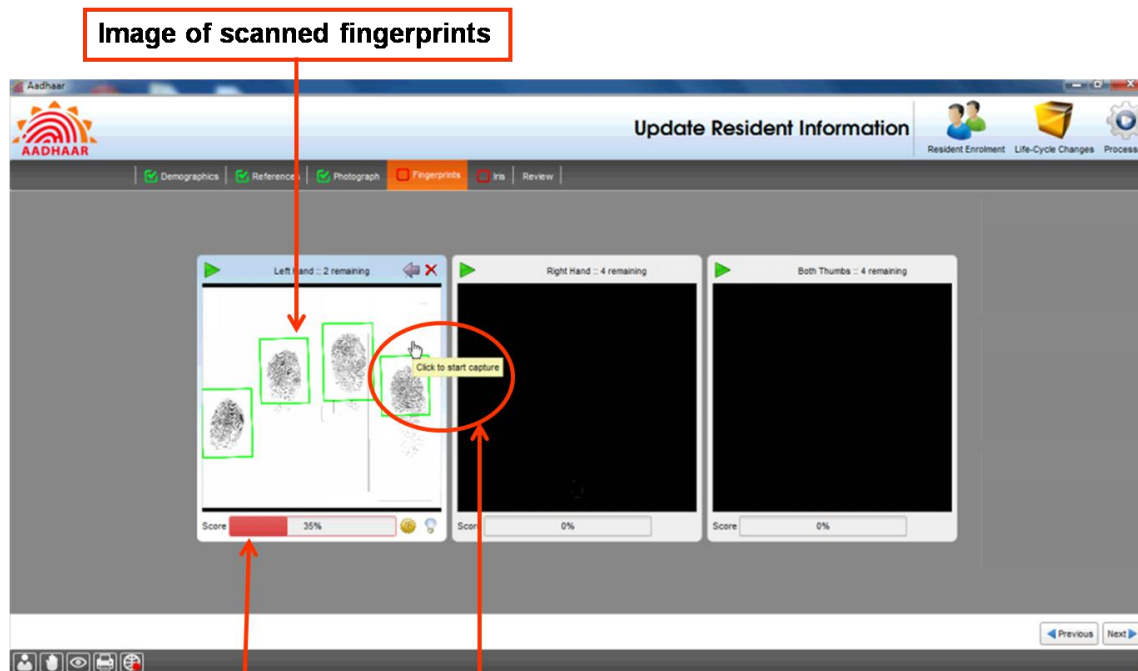 Image of scanned fingerprints
Aadhaar
AADHAAR
Update Resident Information
Resident Enrolment
Life-Cycle Changes
Process
Demographics
References
Photograph
Fingerprints
Iris
Review
Left Hand :: 2 remaining
Right Hand :: 4 remaining
Both Thumbs :: 4 remaining
Click to start capture
Score 35%
Score 0%
Score 0%
Previous
Next